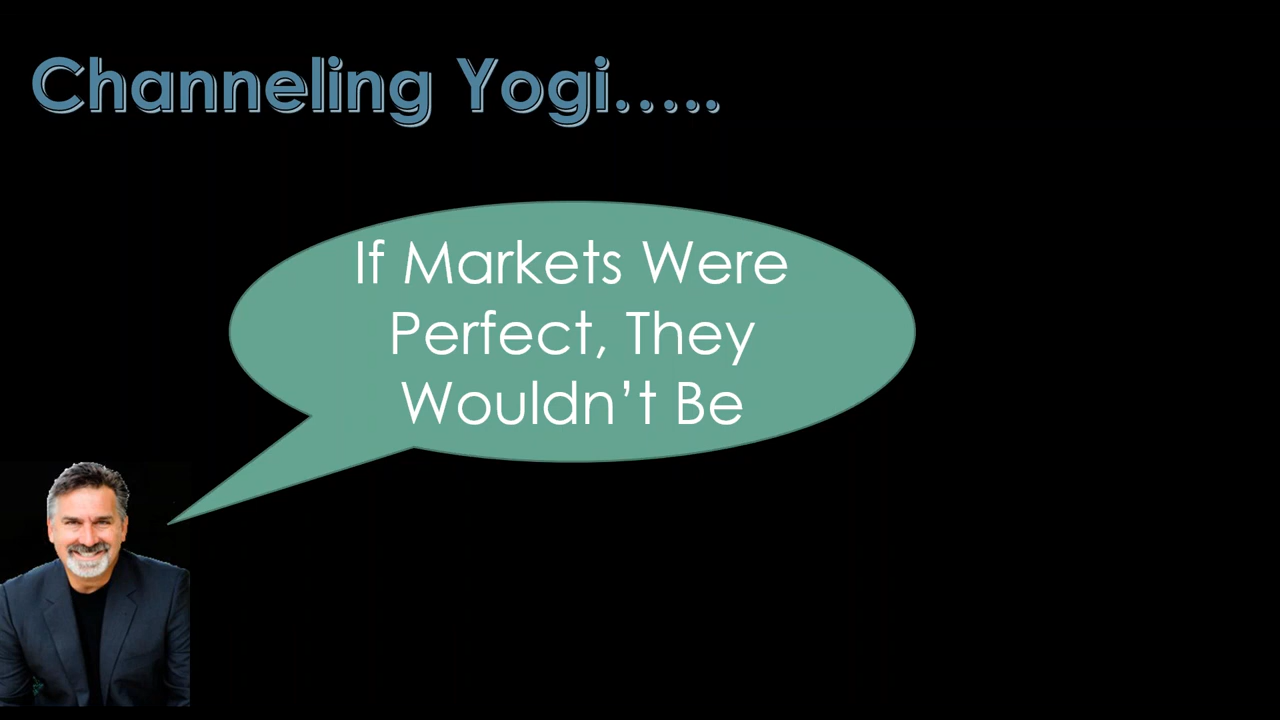 Channeling Yogi.....
If Markets Were
Perfect, They
Wouldn’t Be